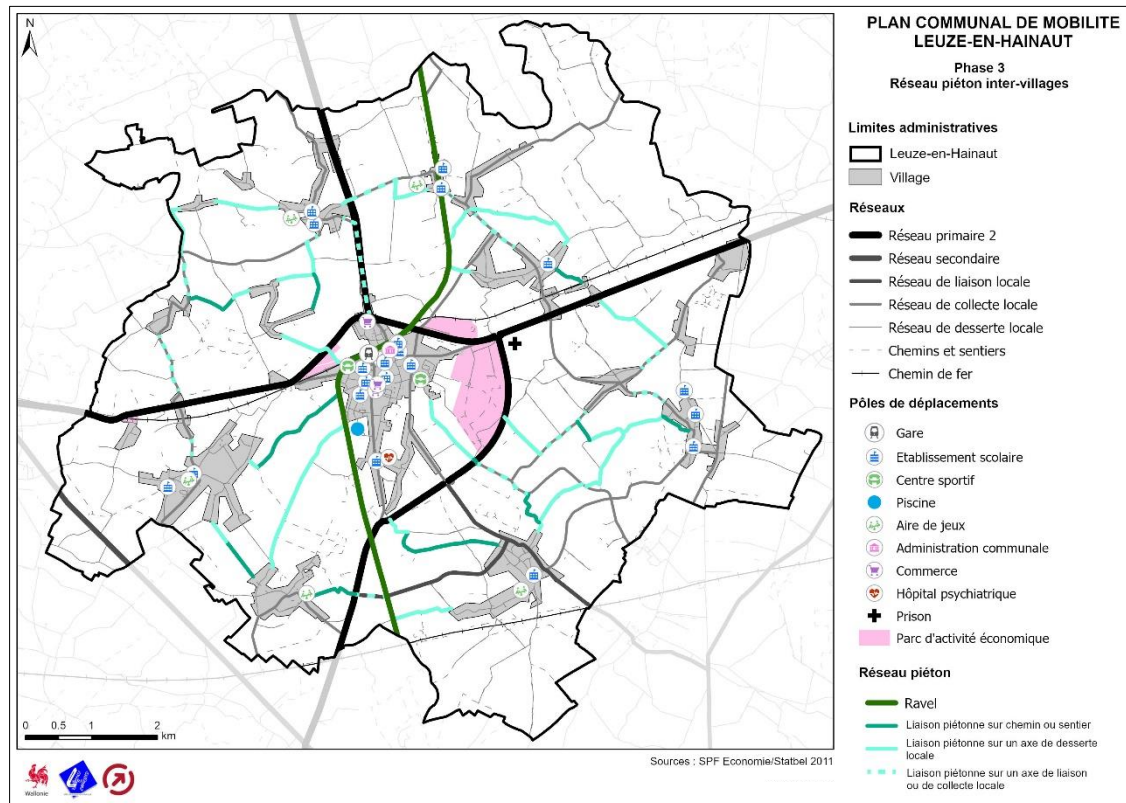 N
PLAN COMMUNAL DE MOBILITE
LEUZE-EN-HAINAUT
Phase 3
Réseau piéton inter-villages
Limites administratives
Leuze-en-Hainaut
Village
Réseaux
Réseau primaire 2
Réseau secondaire
Réseau de liaison locale
Réseau de collecte locale
Réseau de desserte locale
Chemins et sentiers
Chemin de fer
Pôles de déplacements
Gare
Etablissement scolaire
Centre sportif
Piscine
Aire de jeux
Administration communale
Commerce
Hôpital psychiatrique
Prison
Parc d'activité économique
Réseau piéton
Ravel
Liaison piétonne sur chemin ou sentier
Liaison piétonne sur un axe de desserte
locale
Liaison piétonne sur un axe de liaison
ou de collecte locale
0 0.5 1 2
km
Sources : SPF Economie/Statbel 2011
Wallonie